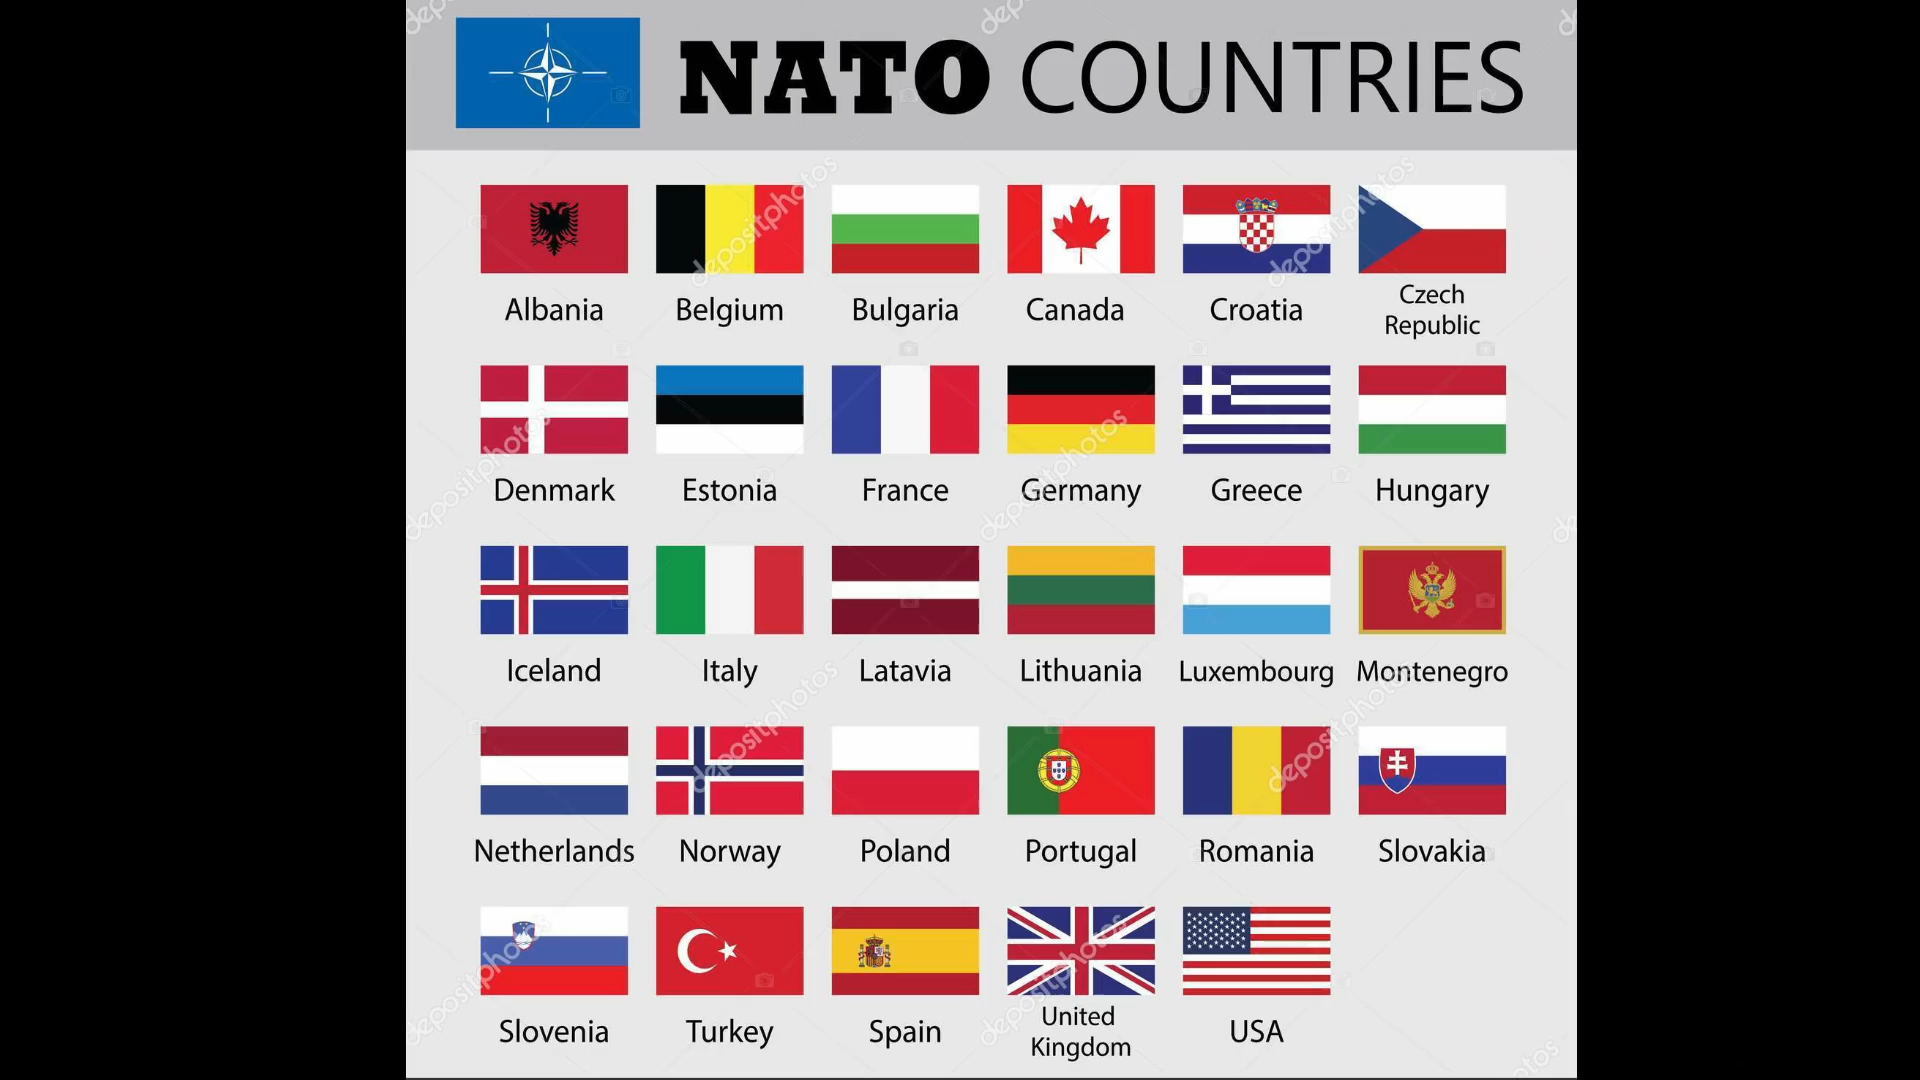 NATO COUNTRIES
Albania Belgium Bulgaria Canada Croatia Czech Republic
Denmark Estonia France Germany Greece Hungary
Iceland Italy Latavia Lithuania Luxembourg Montenegro
Netherlands Norway Poland Portugal Romania Slovakia
Slovenia Turkey Spain United Kingdom USA
depositphotos